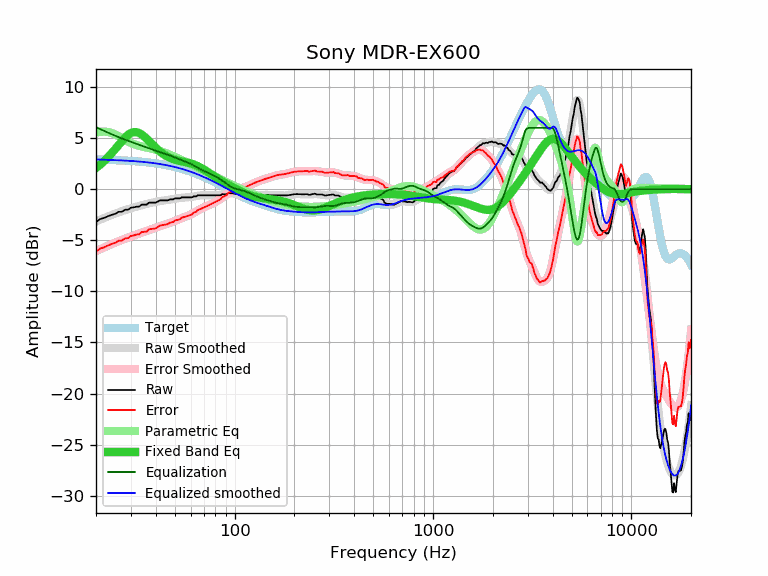 Sony MDR-EX600
10
5
0
−5
−10
−15
−20
−25
−30
Amplitude (dBr)
Target
Raw Smoothed
Error Smoothed
Raw
Error
Parametric Eq
Fixed Band Eq
Equalization
Equalized smoothed
100
1000
10000
Frequency (Hz)